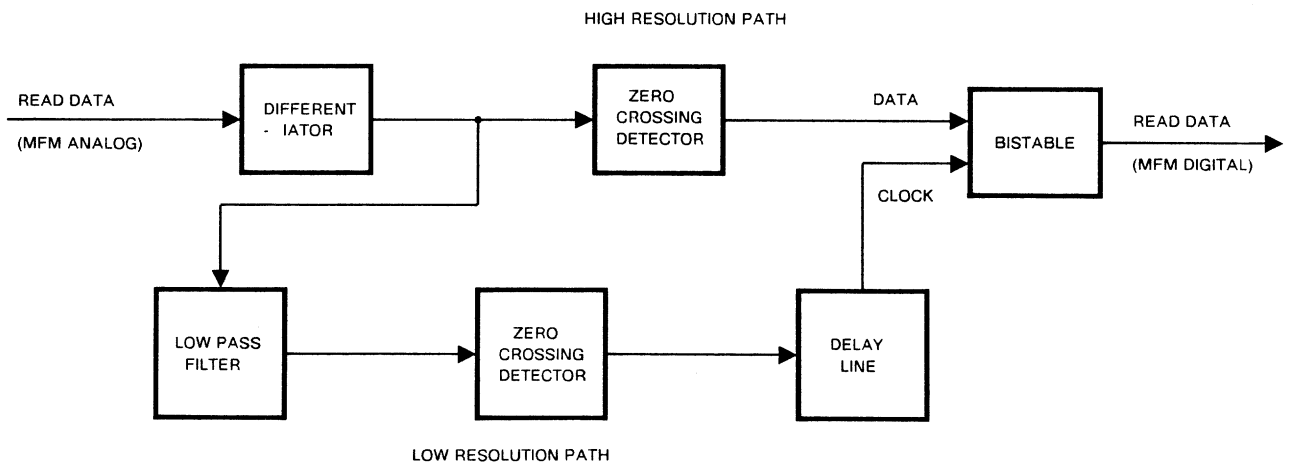 HIGH RESOLUTION PATH
READ DATA
(MFM ANALOG)
DIFFERENT
- IATOR
ZERO
CROSSING
DETECTOR
DATA
CLOCK
BISTABLE
READ DATA
(MFM DIGITAL)
LOW PASS
FILTER
ZERO
CROSSING
DETECTOR
DELAY
LINE
LOW RESOLUTION PATH